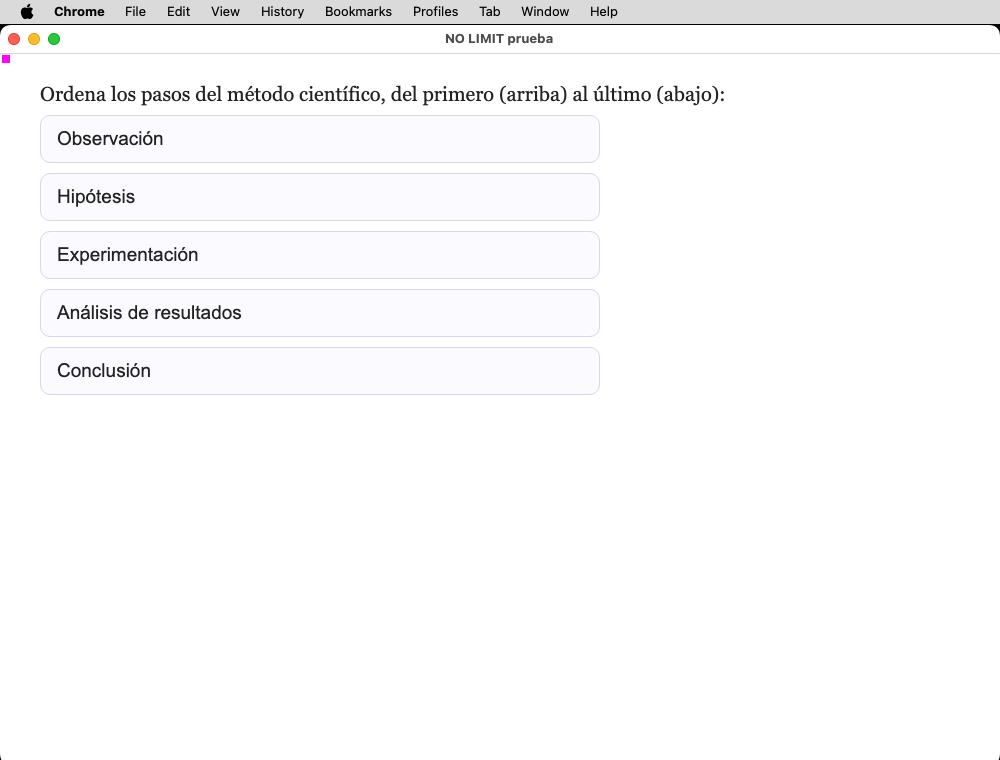 Chrome File Edit View History Bookmarks Profiles Tab Window Help
NO LIMIT prueba
Ordena los pasos del método científico, del primero (arriba) al último (abajo):
Observación
Hipótesis
Experimentación
Análisis de resultados
Conclusión